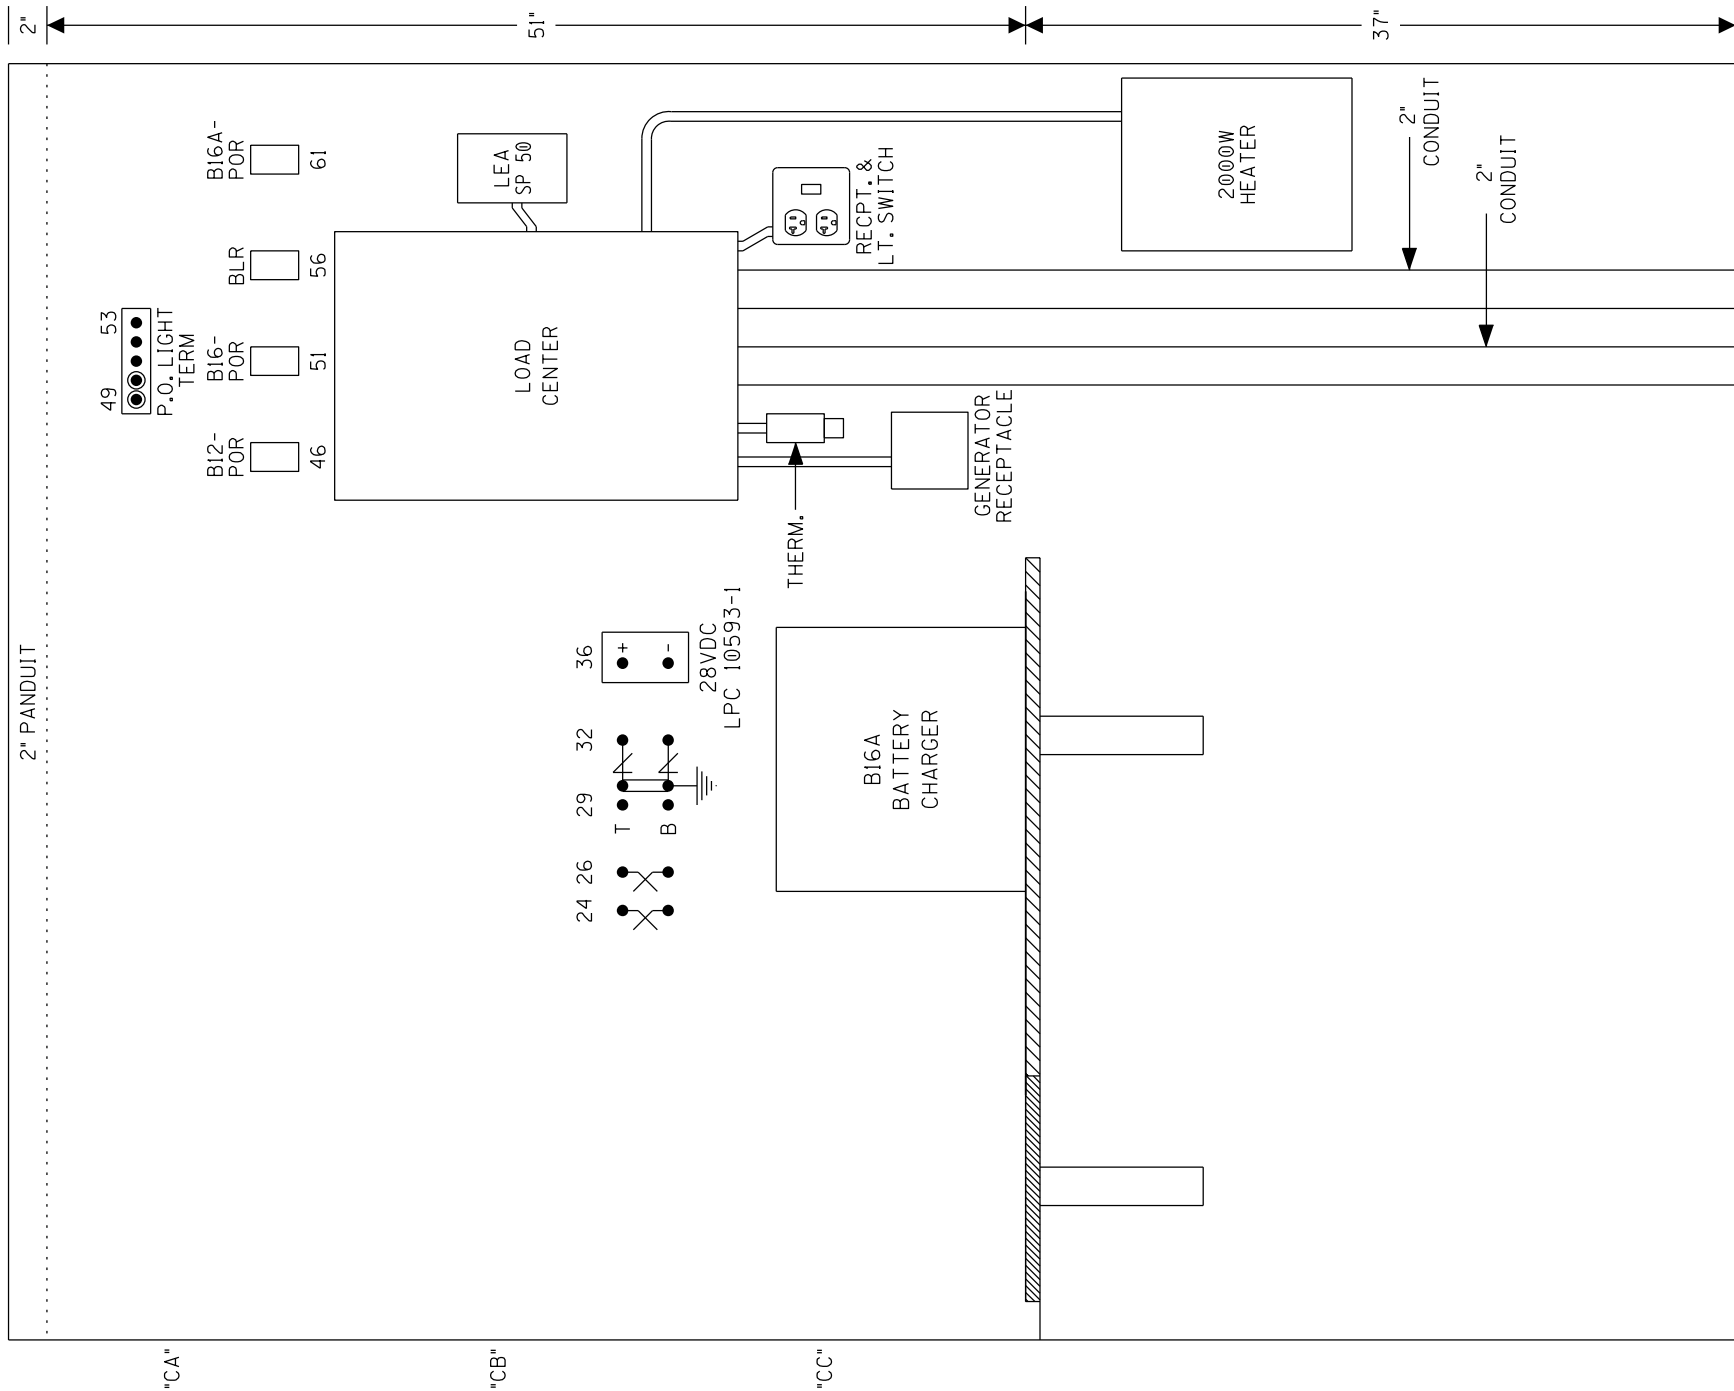 2" PANDUIT
2"
51"
37"
"CA"
"CB"
"CC"
49 53
P.O. LIGHT
TERM
B12-
POR
46
B16-
POR
51
BLR
56
B16A-
POR
61
LOAD
CENTER
LEA
SP 50
RECPT. &
LT. SWITCH
THERM.
GENERATOR
RECEPTACLE
24 26 29 32 36
T
B
+
-
28VDC
LPC 10593-1
B16A
BATTERY
CHARGER
2000W
HEATER
2"
CONDUIT
2"
CONDUIT